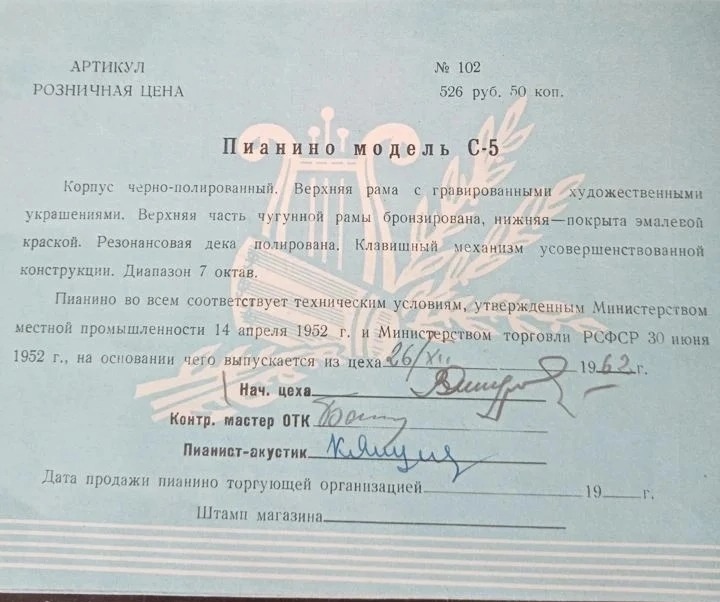 АРТИКУЛ № 102
РОЗНИЧНАЯ ЦЕНА 526 руб. 50 коп.
Пианино модель С-5
Корпус черно-полированный. Верхняя рама с гравированными художественными
украшениями. Верхняя часть чугунной рамы бронзирована, нижняя—покрыта эмалевой
краской. Резонансовая дека полирована. Клавишный механизм усовершенствованной
конструкции. Диапазон 7 октав.
Пианино во всем соответствует техническим условиям, утвержденным Министерством
местной промышленности 14 апреля 1952 г. и Министерством торговли РСФСР 30 июня
1952 г., на основании чего выпускается из цеха 26/XII 1962 г.
Нач. цеха
Контр. мастер ОТК
Пианист-акустик
Дата продажи пианино торгующей организацией 19 г.
Штамп магазина